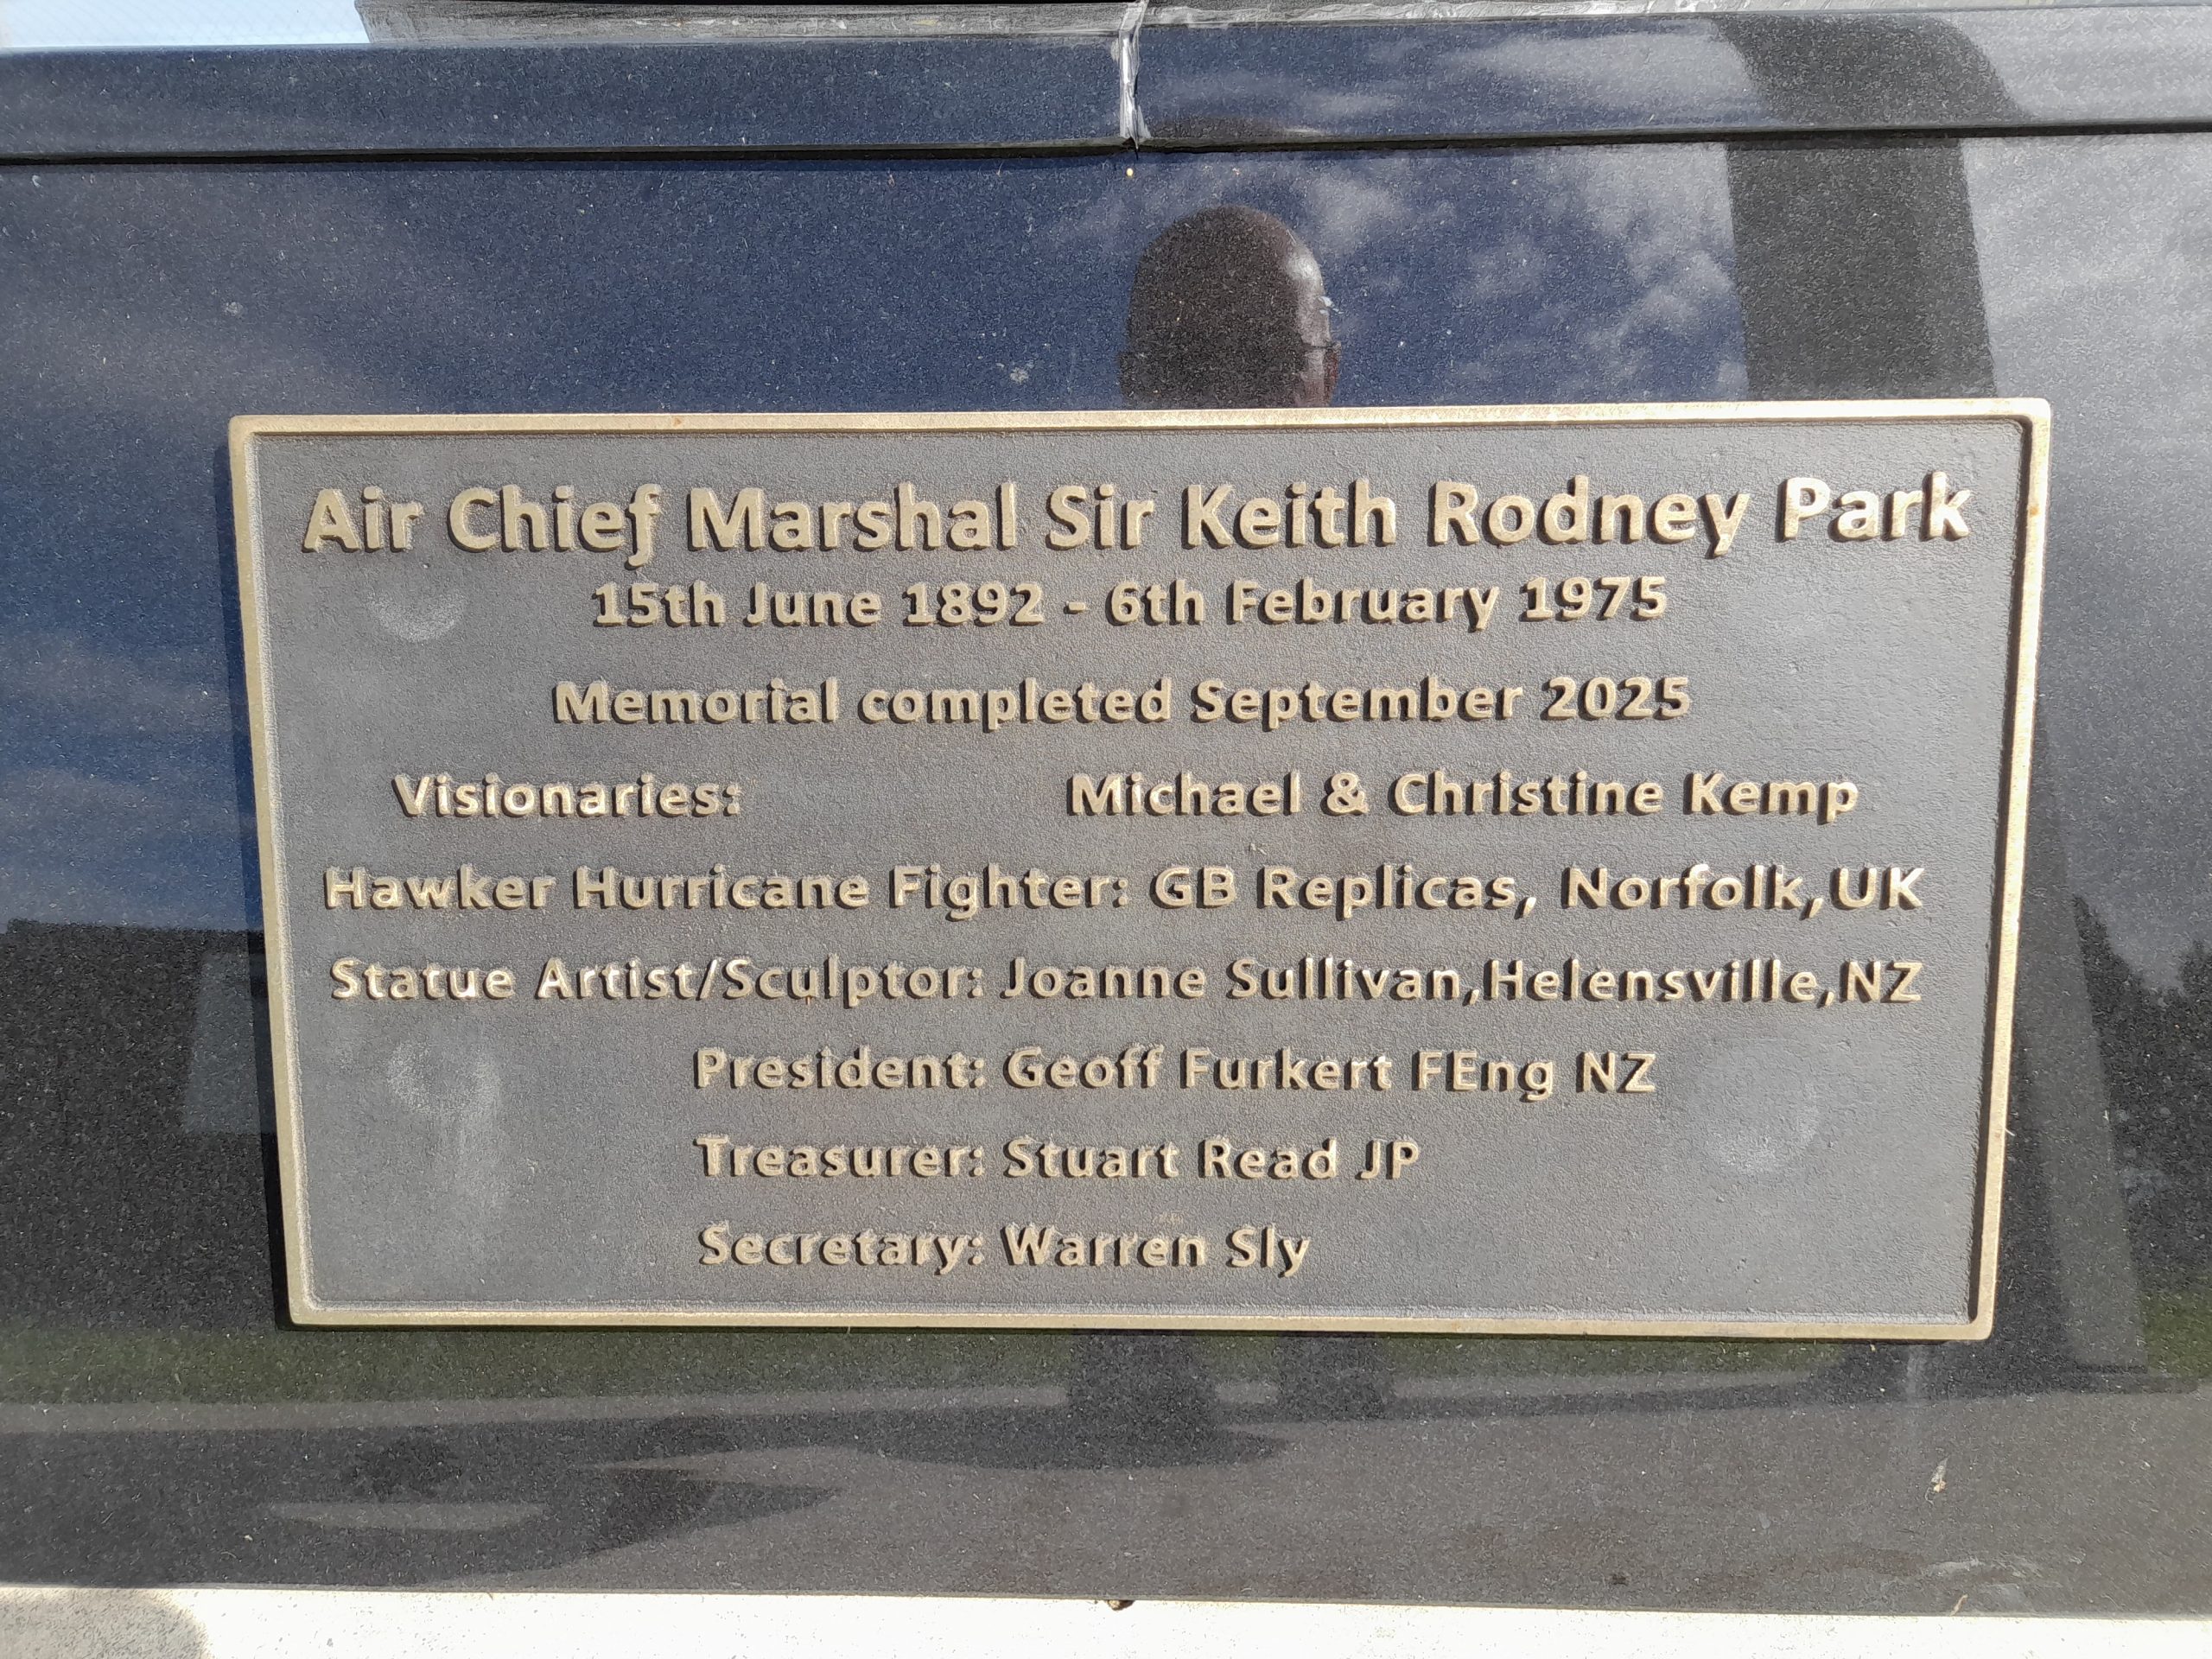 Air Chief Marshal Sir Keith Rodney Park
15th June 1892 - 6th February 1975
Memorial completed September 2025
Visionaries: Michael & Christine Kemp
Hawker Hurricane Fighter: GB Replicas, Norfolk,UK
Statue Artist/Sculptor: Joanne Sullivan,Helensville,NZ
President: Geoff Furkert FEng NZ
Treasurer: Stuart Read JP
Secretary: Warren Sly